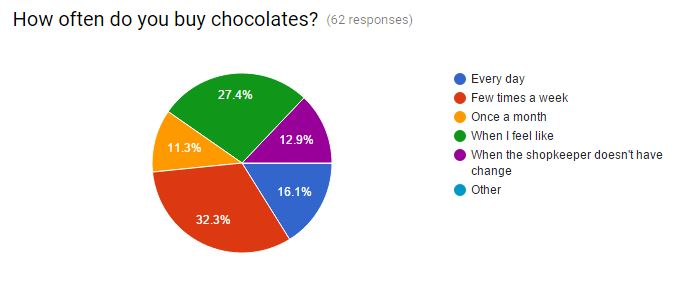 How often do you buy chocolates? (62 responses)
27.4%
12.9%
11.3%
16.1%
32.3%
Every day
Few times a week
Once a month
When I feel like
When the shopkeeper doesn't have
change
Other